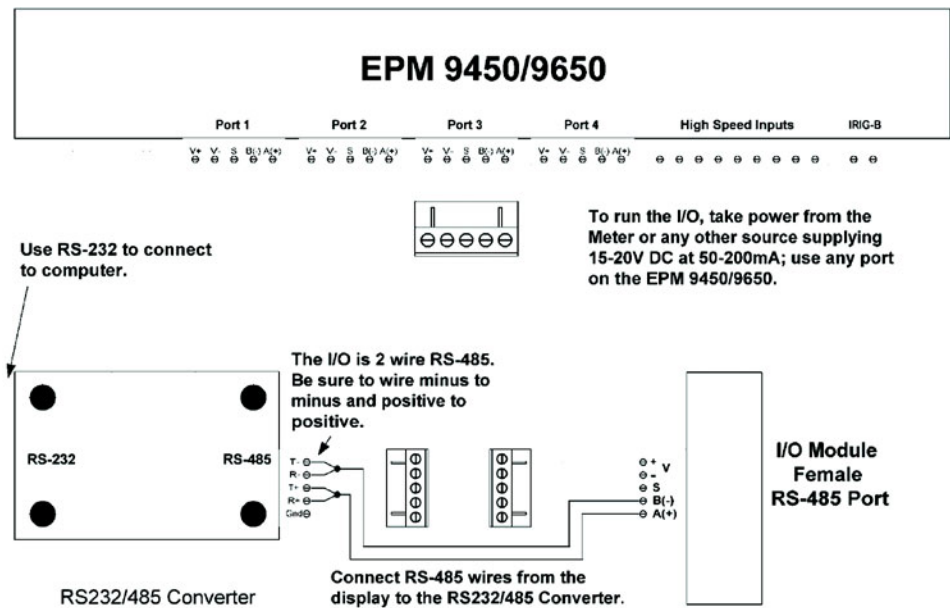 EPM 9450/9650
Port 1 Port 2 Port 3 Port 4 High Speed Inputs IRIG-B
V+ V- S B(-) A(+) V+ V- S B(-) A(+) V+ V- S B(-) A(+) V+ V- S B(-) A(+)
To run the I/O, take power from the
Meter or any other source supplying
15-20V DC at 50-200mA; use any port
on the EPM 9450/9650.
Use RS-232 to connect
to computer.
The I/O is 2 wire RS-485.
Be sure to wire minus to
minus and positive to
positive.
RS-232 RS-485
T-
R-
T+
R+
Gnd
+
-
V
S
B(-)
A(+)
I/O Module
Female
RS-485 Port
Connect RS-485 wires from the
display to the RS232/485 Converter.
RS232/485 Converter